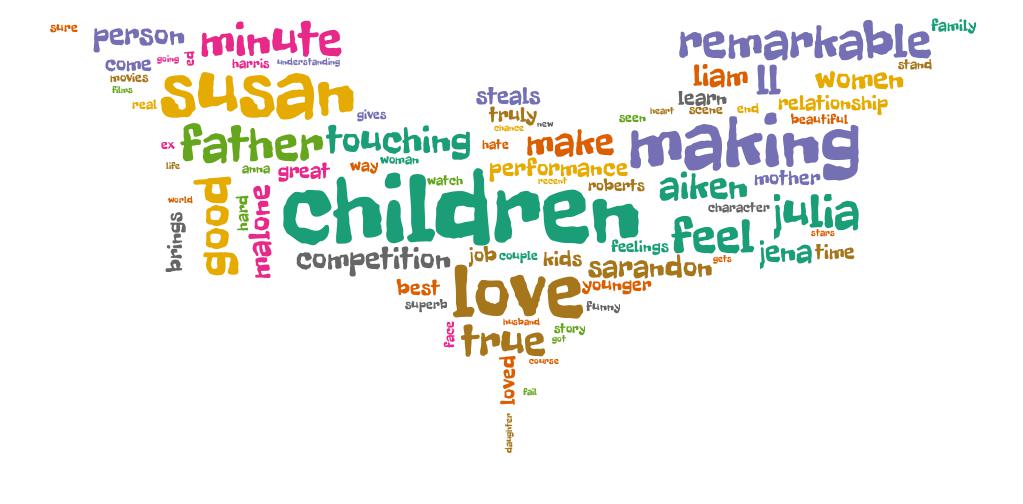 sure
person
minute
remarkable
family
come
going
ed
harris
understanding
movies
films
liam
ll
women
stand
real
susan
gives
steals
truly
chance
new
learn
heart
scene
end
relationship
seen
beautiful
ex
father
touching
hate
make
making
life
anna
great
way
woman
watch
performance
recent
roberts
aiken
mother
world
brings
good
hard
malone
children
character
julia
stars
feelings
feel
gets
jena
time
competition
job
couple
kids
sarandon
best
superb
love
younger
funny
face
husband
true
story
got
loved
course
fail
daughter